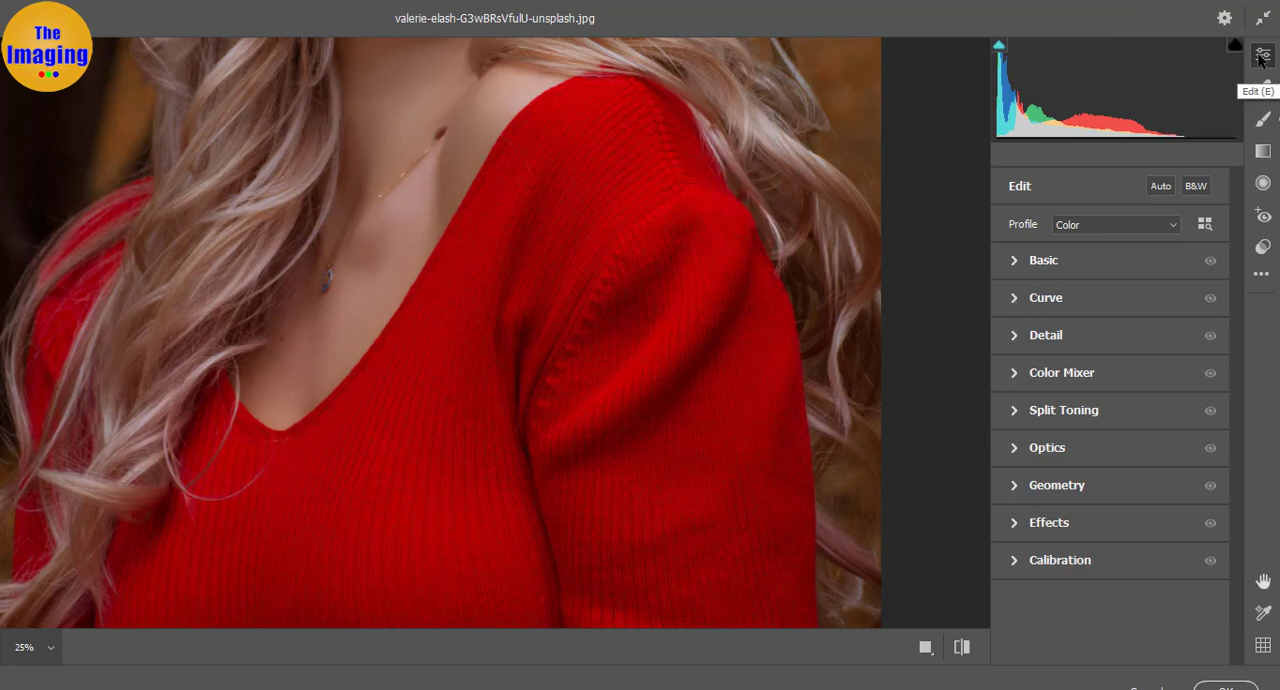 valerie-elash-G3wBRsVfulU-unsplash.jpg
The
Imaging
Edit (E)
Edit
Auto
B&W
Profile
Color
Basic
Curve
Detail
Color Mixer
Split Toning
Optics
Geometry
Effects
Calibration
25%